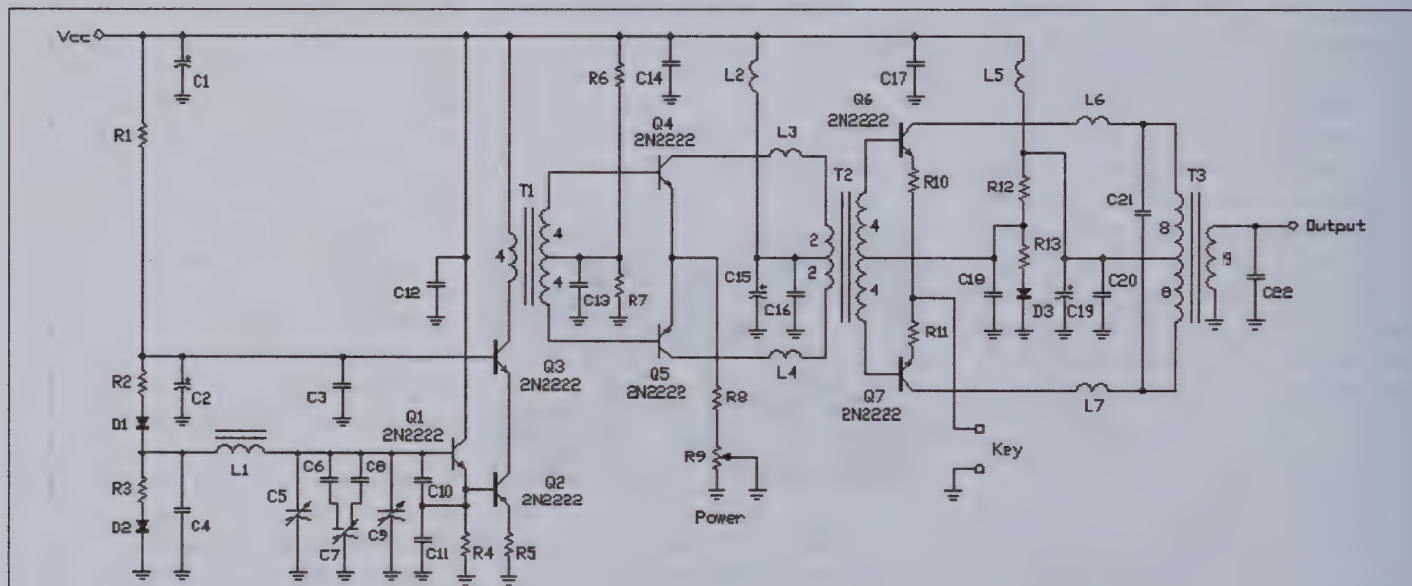 Vcc
C1
R1
R6
C14
L2
C17
L5
Q4
2N2222
L3
Q6
2N2222
L6
T1
4
4
4
R10
T2
2
2
4
4
R12
R13
C21
T3
8
8
Output
C12
C13
R7
C15
C16
C18
D3
C19
C20
C22
R11
R2
C2
C3
Q3
2N2222
Q5
2N2222
L4
Q7
2N2222
L7
D1
Q1
2N2222
R8
L1
C6
C8
C10
Q2
2N2222
R9
Key
R3
C5
D2
C4
C7
C9
C11
R4
R5
Power